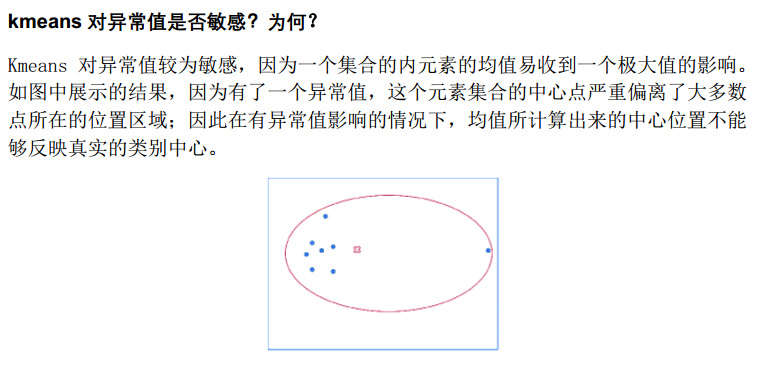 kmeans 对异常值是否敏感？为何？
Kmeans 对异常值较为敏感，因为一个集合的内元素的均值易收到一个极大值的影响。
如图中展示的结果，因为有了一个异常值，这个元素集合的中心点严重偏离了大多数
点所在的位置区域；因此在有异常值影响的情况下，均值所计算出来的中心位置不能
够反映真实的类别中心。